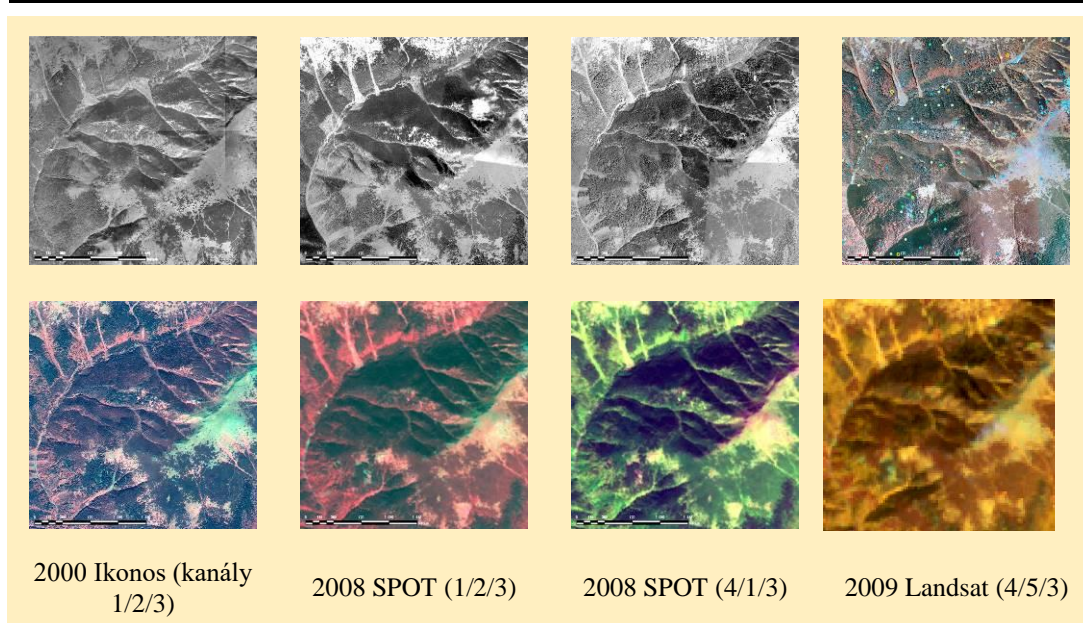 2000 Ikonos (kanály
1/2/3)
2008 SPOT (1/2/3)
2008 SPOT (4/1/3)
2009 Landsat (4/5/3)